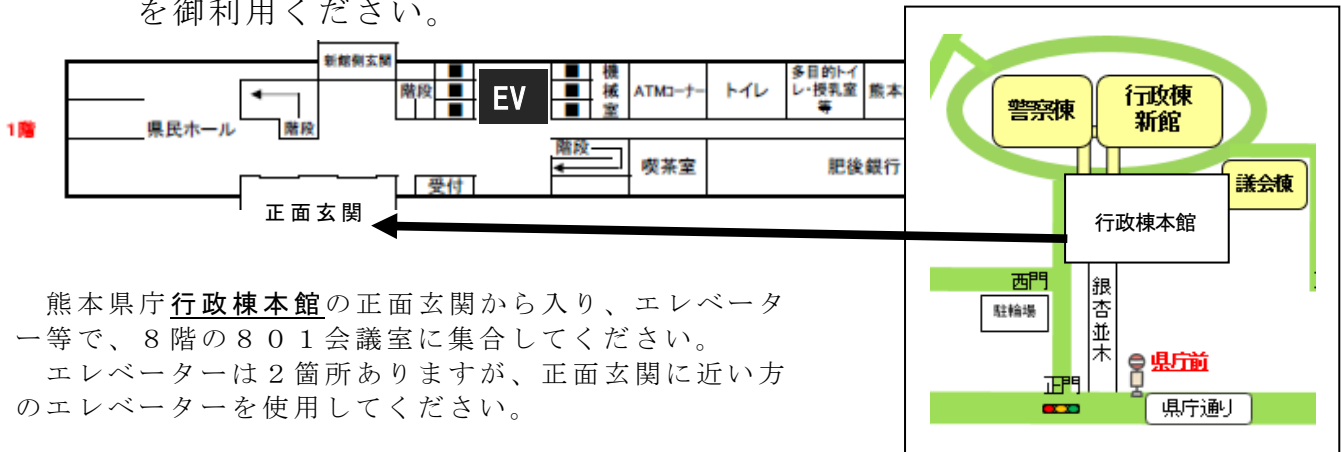 を御利用ください。
新館側玄関
階段
EV
機械室
ATMコーナー
トイレ
多目的トイレ・授乳室等
熊本
1階
県民ホール
階段
階段
喫茶室
肥後銀行
受付
正面玄関
熊本県庁行政棟本館の正面玄関から入り、エレベータ
ー等で、8階の801会議室に集合してください。
エレベーターは2箇所ありますが、正面玄関に近い方
のエレベーターを使用してください。
警察棟
行政棟
新館
議会棟
行政棟本館
西門
駐輪場
銀杏並木
県庁前
正門
県庁通り